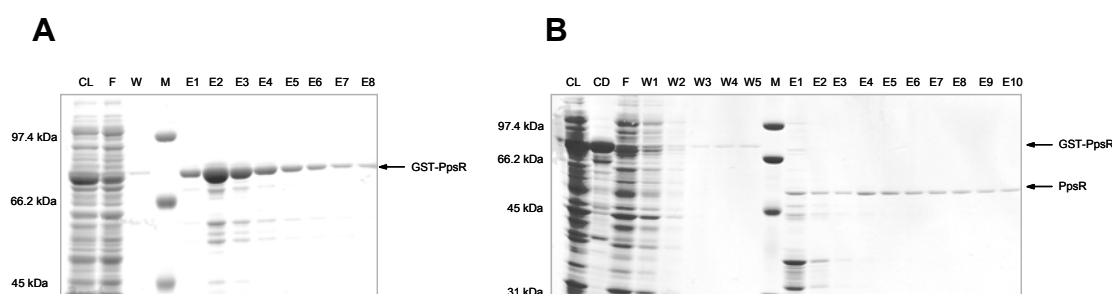 A
CL F W M E1 E2 E3 E4 E5 E6 E7 E8
97.4 kDa
GST-PpsR
66.2 kDa
45 kDa
B
CL CD F W1 W2 W3 W4 W5 M E1 E2 E3 E4 E5 E6 E7 E8 E9 E10
97.4 kDa
GST-PpsR
66.2 kDa
PpsR
45 kDa
31 kDa